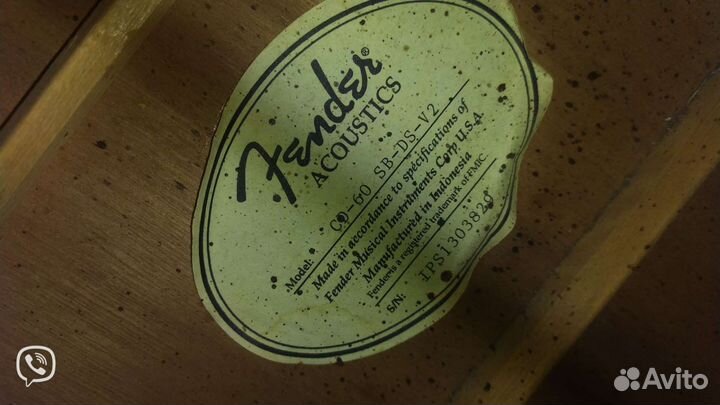 Fender®
ACOUSTICS
Model: CD-60 SB-DS-V2
Made in accordance to specifications of
Fender Musical Instruments Corp U.S.A
Manufactured in Indonesia
Fender is a registered trademark of FMIC.
S/N: IPS1303820
Avito